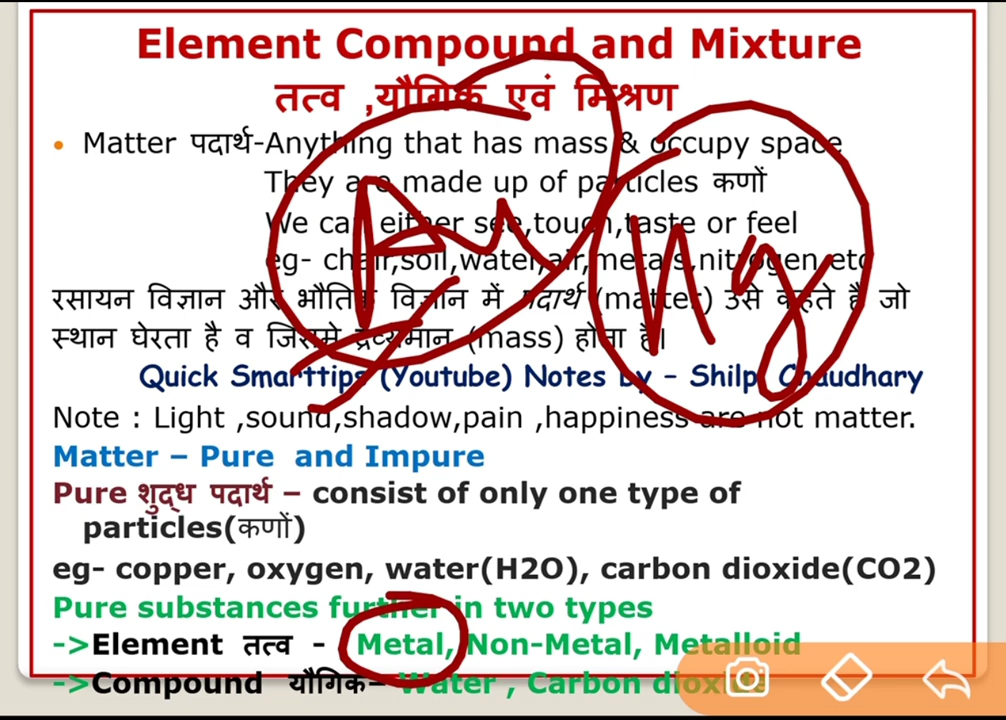 Element Compound and Mixture
तत्व ,यौगिक एवं मिश्रण
• Matter पदार्थ-Anything that has mass & occupy space
They are made up of particles कणों
We can either see,touch,taste or feel
eg- chair,soil,water,air,metals,nitrogen,etc
रसायन विज्ञान और भौतिक विज्ञान में पदार्थ (matter) उसे कहते हैं जो
स्थान घेरता है व जिसमे द्रव्यमान (mass) होता है।
Quick Smarttips (Youtube) Notes by - Shilpi Chaudhary
Note : Light ,sound,shadow,pain ,happiness are not matter.
Matter – Pure and Impure
Pure शुद्ध पदार्थ – consist of only one type of
particles(कणों)
eg- copper, oxygen, water(H2O), carbon dioxide(CO2)
Pure substances further in two types
->Element तत्व - Metal, Non-Metal, Metalloid
->Compound यौगिक– Water , Carbon dioxide
Au
Hg